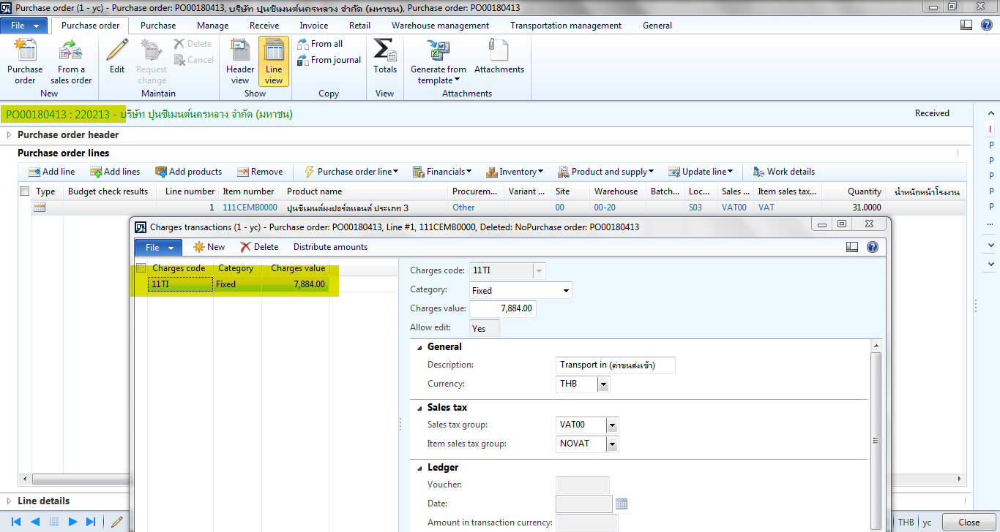 Purchase order (1 - yc) - Purchase order: PO00180413, บริษัท ปูนซิเมนต์นครหลวง จำกัด (มหาชน), Purchase order: PO00180413
File Purchase order Purchase Manage Receive Invoice Retail Warehouse management Transportation management General
Purchase order
From a sales order
New
Edit
Request change
Delete
Cancel
Maintain
Header view
Line view
Show
From all
From journal
Copy
Totals
View
Generate from template
Attachments
Attachments
PO00180413 : 220213 - บริษัท ปูนซิเมนต์นครหลวง จำกัด (มหาชน) Received
Purchase order header
Purchase order lines
Add line Add lines Add products Remove Purchase order line Financials Inventory Product and supply Update line Work details
Type Budget check results Line number Item number Product name Procurem... Variant ... Site Warehouse Batch... Loc... Sales ... Item sales tax... Quantity น้ำหนักหน้าโรงงาน
1 111CEMB0000 ปูนซีเมนต์ผงปอร์ตแลนด์ ประเภท 3 Other 00 00-20 S03 VAT00 VAT 31.0000
I
P
P
P
P
P
...
Charges transactions (1 - yc) - Purchase order: PO00180413, Line #1, 111CEMB0000, Deleted: NoPurchase order: PO00180413
File New Delete Distribute amounts
Charges code Category Charges value
11TI Fixed 7,884.00
Charges code: 11TI
Category: Fixed
Charges value: 7,884.00
Allow edit: Yes
General
Description: Transport in (ค่าขนส่งเข้า)
Currency: THB
Sales tax
Sales tax group: VAT00
Item sales tax group: NOVAT
Ledger
Voucher:
Date:
Amount in transaction currency:
Line details
THB yc Close